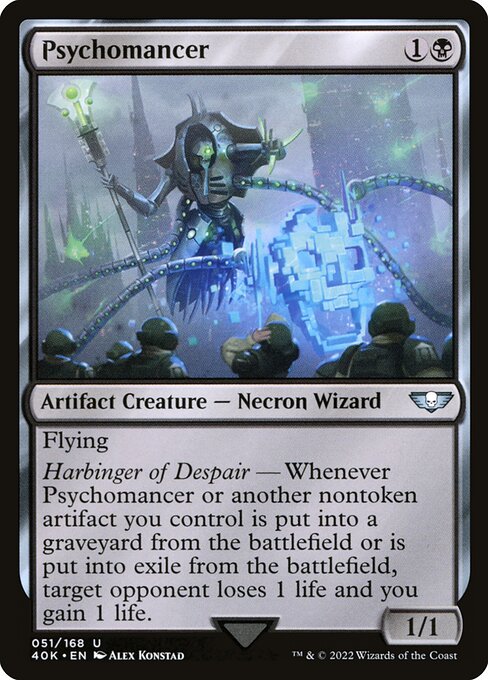 Psychomancer 1
Artifact Creature — Necron Wizard
Flying
Harbinger of Despair — Whenever
Psychomancer or another nontoken
artifact you control is put into a
graveyard from the battlefield or is
put into exile from the battlefield,
target opponent loses 1 life and you
gain 1 life.
1/1
051/168 U
40K • EN Alex Konstad
™ & © 2022 Wizards of the Coast